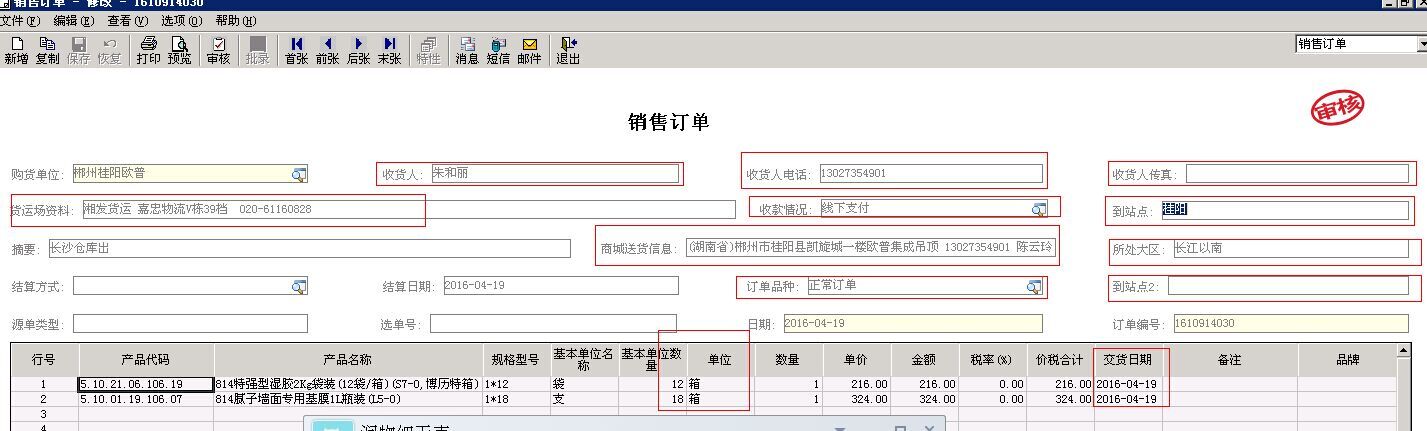 销售订单 - 修改 - 1610914030
文件(F) 编辑(E) 查看(V) 选项(O) 帮助(H)
新增 复制 保存 恢复 打印 预览 审核 批录 首张 前张 后张 末张 特性 消息 短信 邮件 退出 销售订单
审核
销售订单
购货单位: 郴州桂阳欧普 收货人: 朱和丽 收货人电话: 13027354901 收货人传真:
货运场资料: 湘发货运 嘉忠物流V栋39档 020-61160828 收款情况: 线下支付 到站点: 桂阳
摘要: 长沙仓库出 商城送货信息: (湖南省)郴州市桂阳县凯旋城一楼欧普集成吊顶 13027354901 陈云玲 所处大区: 长江以南
结算方式: 结算日期: 2016-04-19 订单品种: 正常订单 到站点2:
源单类型: 选单号: 日期: 2016-04-19 订单编号: 1610914030
行号 产品代码 产品名称 规格型号 基本单位名称 基本单位数量 单位 数量 单价 金额 税率(%) 价税合计 交货日期 备注 品牌
1 5.10.21.06.106.19 814特强型湿胶2Kg袋装(12袋/箱)(S7-0,博历特箱) 1*12 袋 12 箱 1 216.00 216.00 0.00 216.00 2016-04-19
2 5.10.01.19.106.07 814腻子墙面专用基膜1L瓶装(L5-0) 1*18 支 18 箱 1 324.00 324.00 0.00 324.00 2016-04-19
3
4